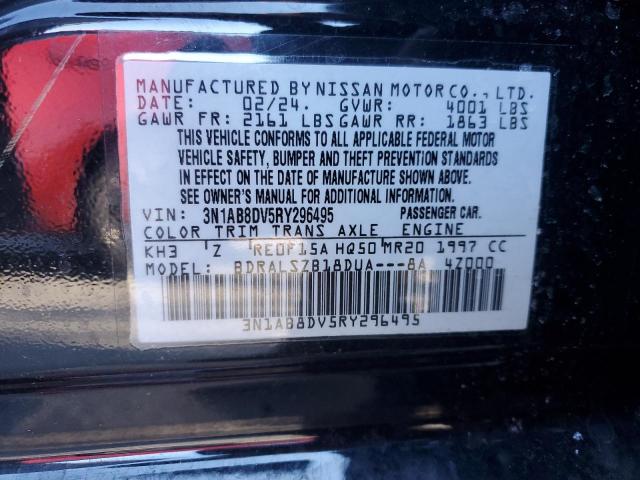 MANUFACTURED BY NISSAN MOTOR CO., LTD.
DATE: 02/24. GVWR: 4001 LBS
GAWR FR: 2161 LBS GAWR RR: 1863 LBS
THIS VEHICLE CONFORMS TO ALL APPLICABLE FEDERAL MOTOR
VEHICLE SAFETY, BUMPER AND THEFT PREVENTION STANDARDS
IN EFFECT ON THE DATE OF MANUFACTURE SHOWN ABOVE.
SEE OWNER'S MANUAL FOR ADDITIONAL INFORMATION.
VIN: 3N1AB8DV5RY296495 PASSENGER CAR.
COLOR TRIM TRANS AXLE ENGINE
KH3 Z RE0F15A HQ50 MR20 1997 CC
MODEL: BDRALSZB18DUA---8A 4Z000
3N1AB8DV5RY296495